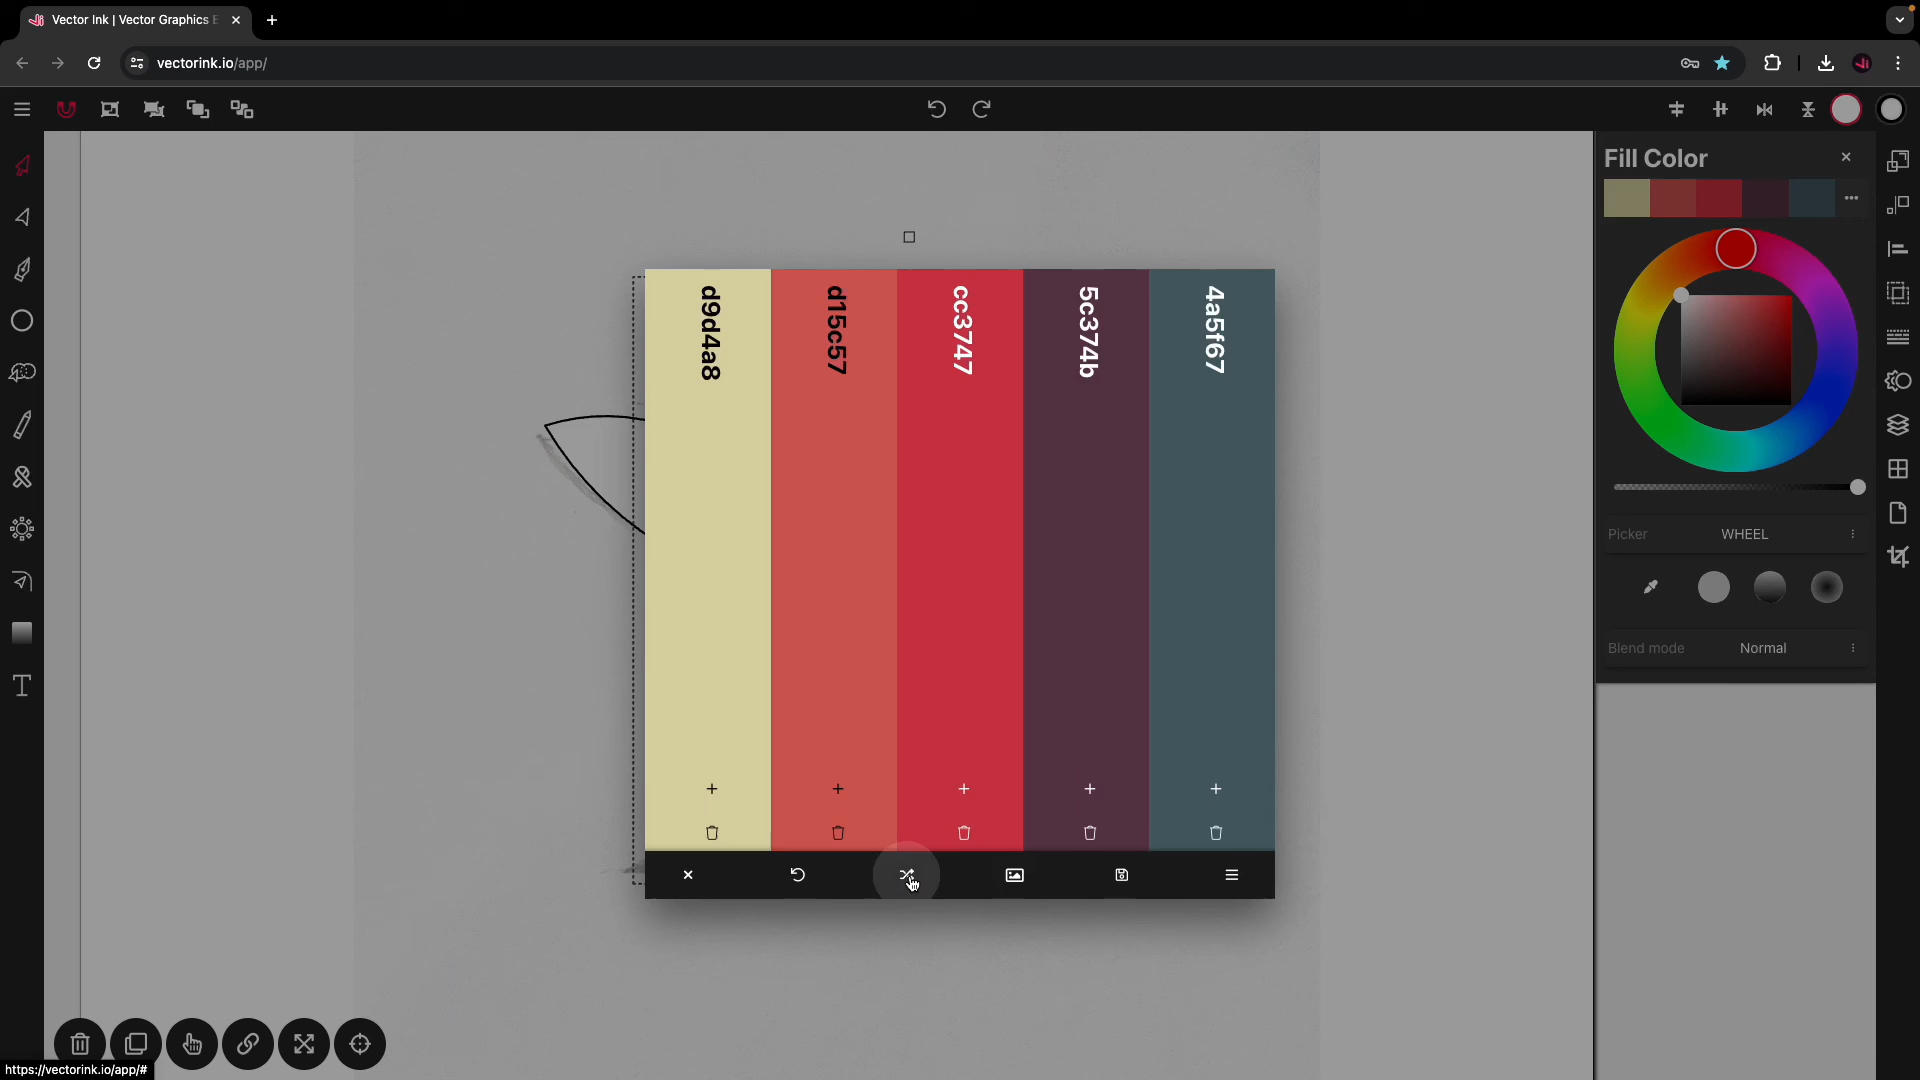 Vector Ink | Vector Graphics E
vectorink.io/app/
Fill Color
d9d4a8
d15c57
cc3747
5c374b
4a5f67
Picker WHEEL
Blend mode Normal
https://vectorink.io/app/#